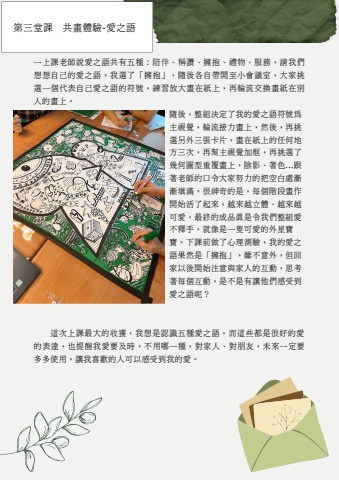 第三堂課　共畫體驗-愛之語
一上課老師說愛之語共有五種：陪伴、稱讚、擁抱、禮物、服務，請我們
想想自己的愛之語，我選了「擁抱」，隨後各自帶開至小會議室，大家挑
選一個代表自己愛之語的符號，練習放大畫在紙上，再輪流交換畫紙在別
人的畫上。
隨後，整組決定了我的愛之語符號爲
主視覺，輪流接力畫上，然後，再挑
選另外三張卡片，畫在紙上的任何地
方三次，再幫主視覺加框，再挑選了
幾何圖型重覆畫上，陰影、著色…跟
著老師的口令大家努力的把空白處漸
漸填滿，很神奇的是，每個階段畫作
開始活了起來，越來越立體、越來越
可愛，最終的成品眞是令我們整組愛
不釋手，就像是一隻可愛的外星寶
寶。下課前做了心理測驗，我的愛之
語果然是「擁抱」，雖不意外，但回
家以後開始注意與家人的互動，思考
著每個互動，是不是有讓他們感受到
愛之語呢？
這次上課最大的收獲，我想是認識五種愛之語，而這些都是很好的愛
的表達，也提醒我愛要及時，不用哪一種，對家人、對朋友，未來一定要
多多使用，讓我喜歡的人可以感受到我的愛。